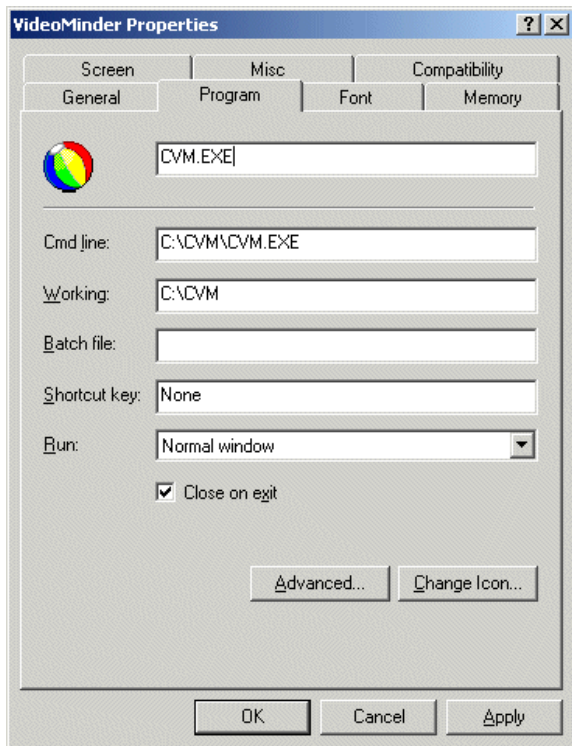 VideoMinder Properties
Screen Misc Compatibility
General Program Font Memory
CVM.EXE
Cmd line: C:\CVM\CVM.EXE
Working: C:\CVM
Batch file:
Shortcut key: None
Run: Normal window
Close on exit
Advanced... Change Icon...
OK Cancel Apply